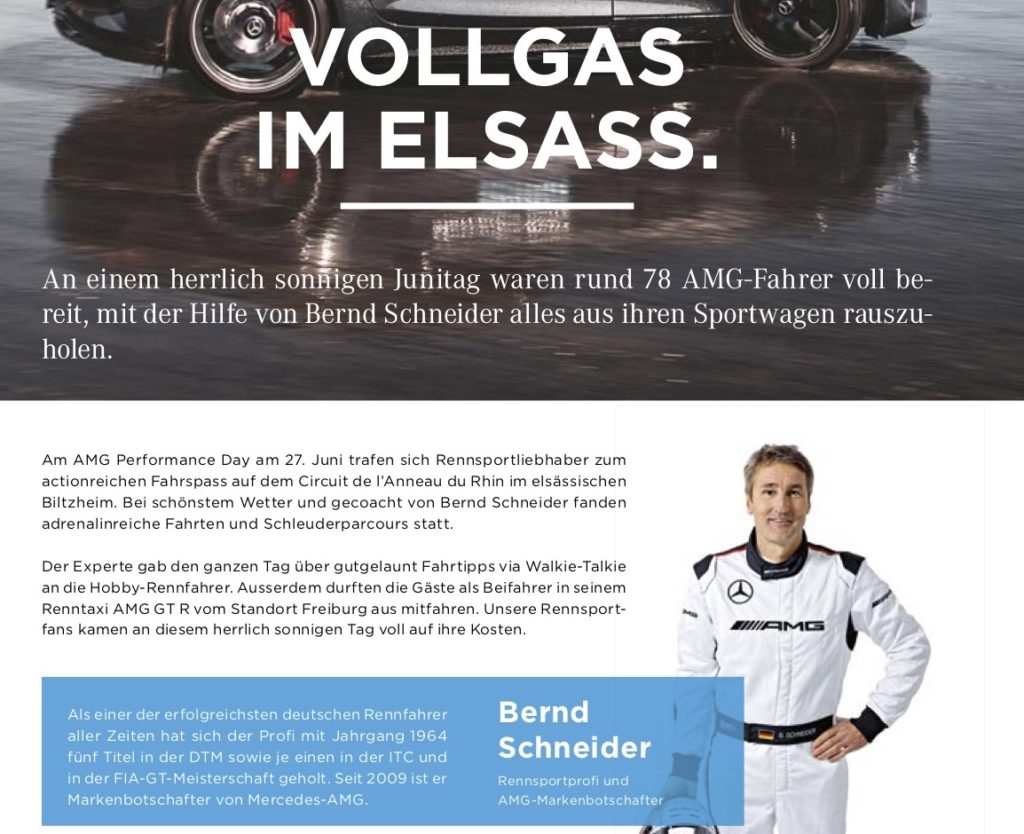 VOLLGAS
IM ELSASS.
An einem herrlich sonnigen Junitag waren rund 78 AMG-Fahrer voll be-
reit, mit der Hilfe von Bernd Schneider alles aus ihren Sportwagen rauszu-
holen.
Am AMG Performance Day am 27. Juni trafen sich Rennsportliebhaber zum
actionreichen Fahrspass auf dem Circuit de l'Anneau du Rhin im elsässischen
Biltzheim. Bei schönstem Wetter und gecoacht von Bernd Schneider fanden
adrenalinreiche Fahrten und Schleuderparcours statt.
Der Experte gab den ganzen Tag über gutgelaunt Fahrtipps via Walkie-Talkie
an die Hobby-Rennfahrer. Ausserdem durften die Gäste als Beifahrer in seinem
Renntaxi AMG GT R vom Standort Freiburg aus mitfahren. Unsere Rennsport-
fans kamen an diesem herrlich sonnigen Tag voll auf ihre Kosten.
AMG
AMG
B. SCHNEIDER
Als einer der erfolgreichsten deutschen Rennfahrer
aller Zeiten hat sich der Profi mit Jahrgang 1964
fünf Titel in der DTM sowie je einen in der ITC und
in der FIA-GT-Meisterschaft geholt. Seit 2009 ist er
Markenbotschafter von Mercedes-AMG.
Bernd
Schneider
Rennsportprofi und
AMG-Markenbotschafter